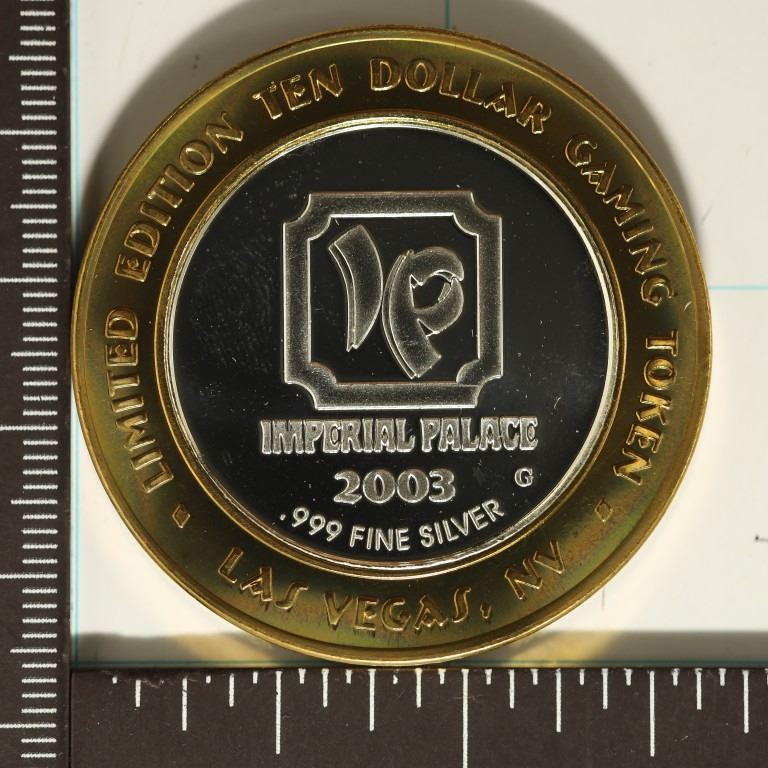 LIMITED EDITION TEN DOLLAR GAMING TOKEN
IP
IMPERIAL PALACE
2003 G
.999 FINE SILVER
LAS VEGAS, NV